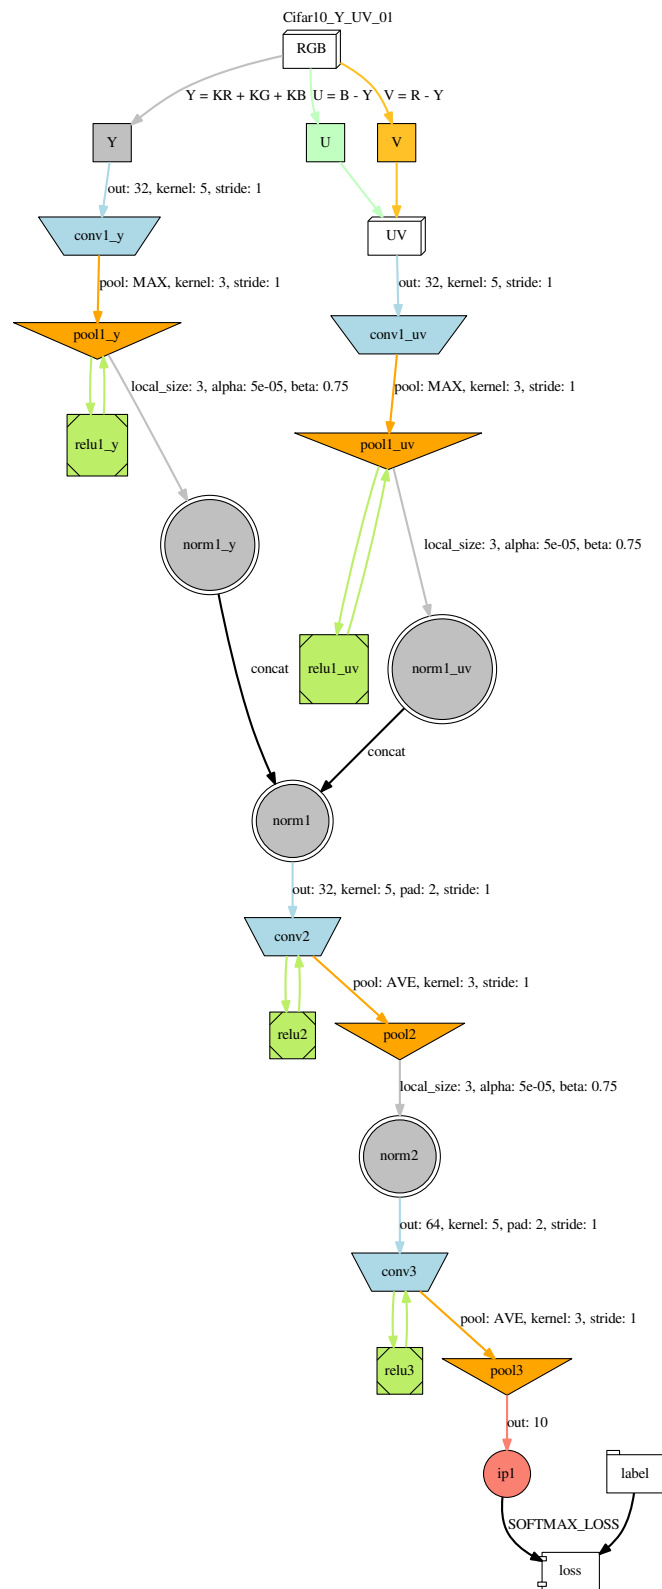 Cifar10_Y_UV_01
RGB
Y = KR + KG + KB
U = B - Y
V = R - Y
Y
U
V
out: 32, kernel: 5, stride: 1
conv1_y
UV
pool: MAX, kernel: 3, stride: 1
out: 32, kernel: 5, stride: 1
pool1_y
conv1_uv
local_size: 3, alpha: 5e-05, beta: 0.75
pool: MAX, kernel: 3, stride: 1
relu1_y
pool1_uv
norm1_y
local_size: 3, alpha: 5e-05, beta: 0.75
concat
relu1_uv
norm1_uv
concat
norm1
out: 32, kernel: 5, pad: 2, stride: 1
conv2
pool: AVE, kernel: 3, stride: 1
relu2
pool2
local_size: 3, alpha: 5e-05, beta: 0.75
norm2
out: 64, kernel: 5, pad: 2, stride: 1
conv3
pool: AVE, kernel: 3, stride: 1
relu3
pool3
out: 10
ip1
label
SOFTMAX_LOSS
loss